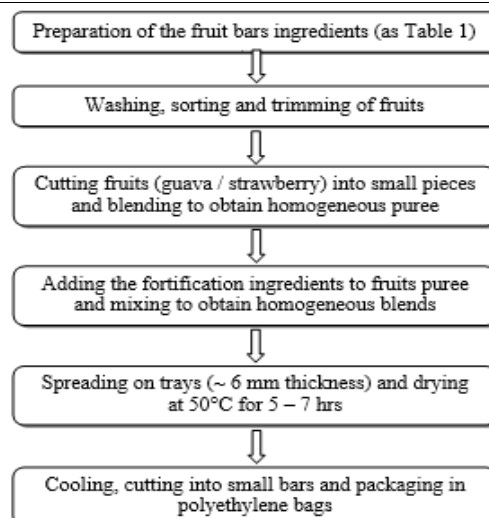 Preparation of the fruit bars ingredients (as Table 1)
Washing, sorting and trimming of fruits
Cutting fruits (guava / strawberry) into small pieces
and blending to obtain homogeneous puree
Adding the fortification ingredients to fruits puree
and mixing to obtain homogeneous blends
Spreading on trays (~ 6 mm thickness) and drying
at 50°C for 5 – 7 hrs
Cooling, cutting into small bars and packaging in
polyethylene bags